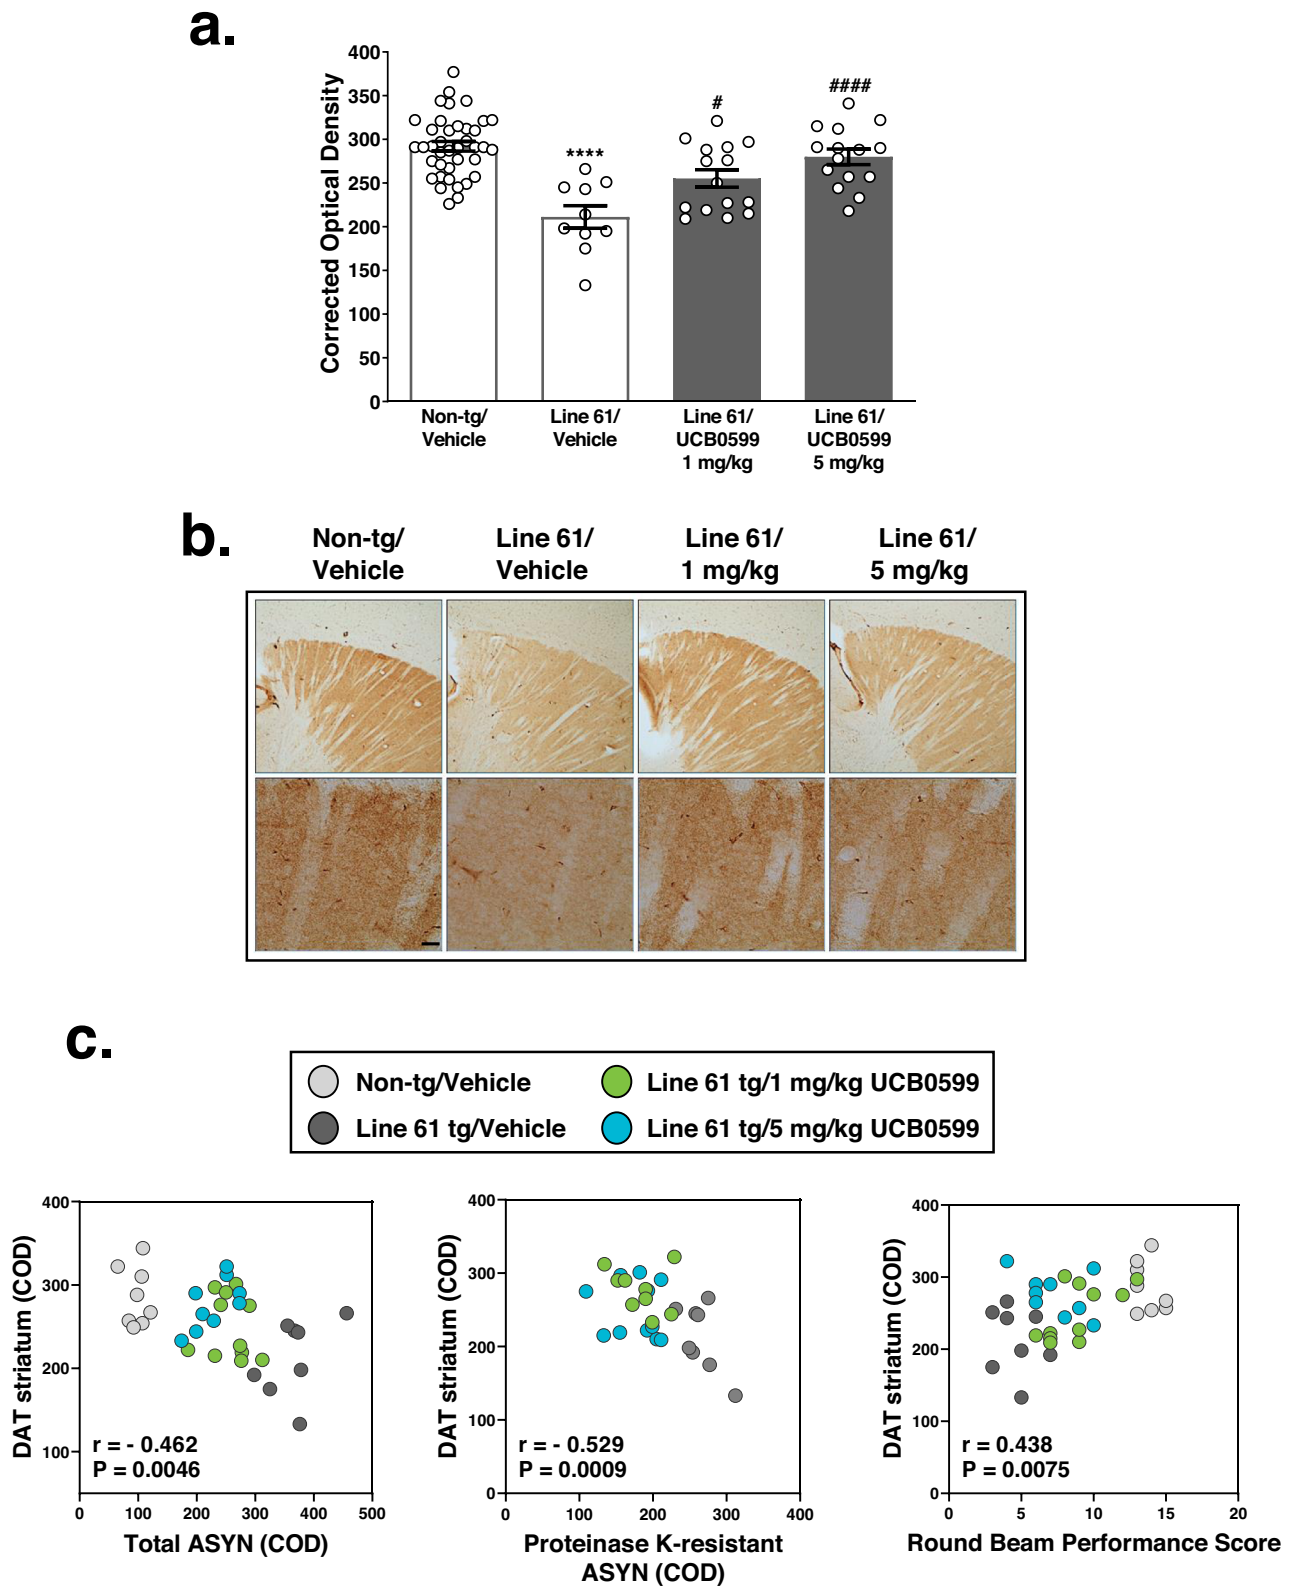 a.
Corrected Optical Density
400
350
300
250
200
150
100
50
0
****
#
####
Non-tg/ Line 61/ Line 61/ Line 61/
Vehicle Vehicle UCB0599 UCB0599
1 mg/kg 5 mg/kg
b.
Non-tg/ Line 61/ Line 61/ Line 61/
Vehicle Vehicle 1 mg/kg 5 mg/kg
c.
Non-tg/Vehicle Line 61 tg/1 mg/kg UCB0599
Line 61 tg/Vehicle Line 61 tg/5 mg/kg UCB0599
DAT striatum (COD)
400
300
200
100
r = - 0.462
P = 0.0046
0 100 200 300 400 500
Total ASYN (COD)
DAT striatum (COD)
400
300
200
100
0
r = - 0.529
P = 0.0009
0 100 200 300 400
Proteinase K-resistant
ASYN (COD)
DAT striatum (COD)
400
300
200
100
0
r = 0.438
P = 0.0075
0 5 10 15 20
Round Beam Performance Score